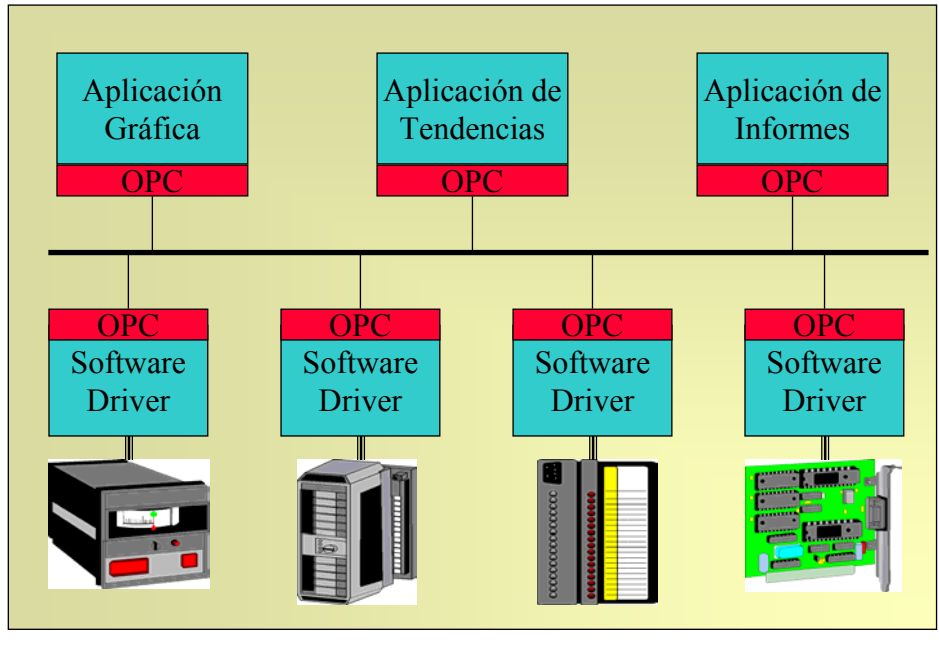 Aplicación
Gráfica
OPC
Aplicación de
Tendencias
OPC
Aplicación de
Informes
OPC
OPC
Software
Driver
OPC
Software
Driver
OPC
Software
Driver
OPC
Software
Driver